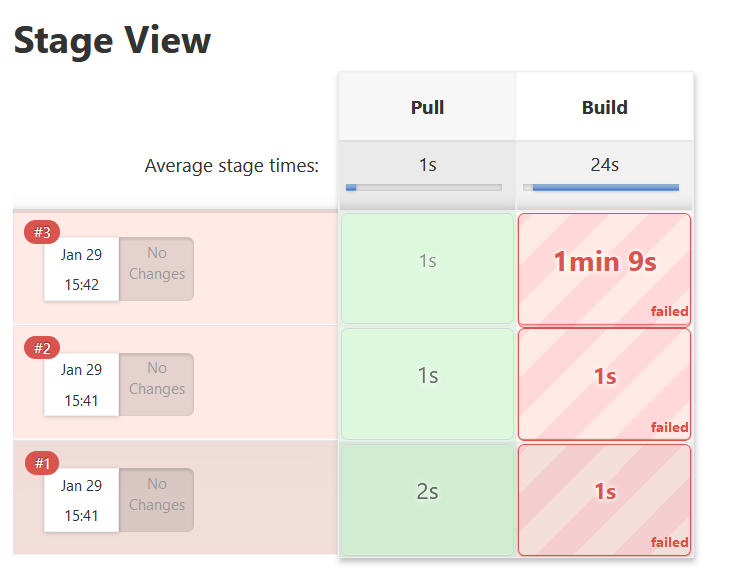 Stage View
Pull Build
Average stage times: 1s 24s
#3
Jan 29 15:42
No Changes
1s
1min 9s
failed
#2
Jan 29 15:41
No Changes
1s
1s
failed
#1
Jan 29 15:41
No Changes
2s
1s
failed